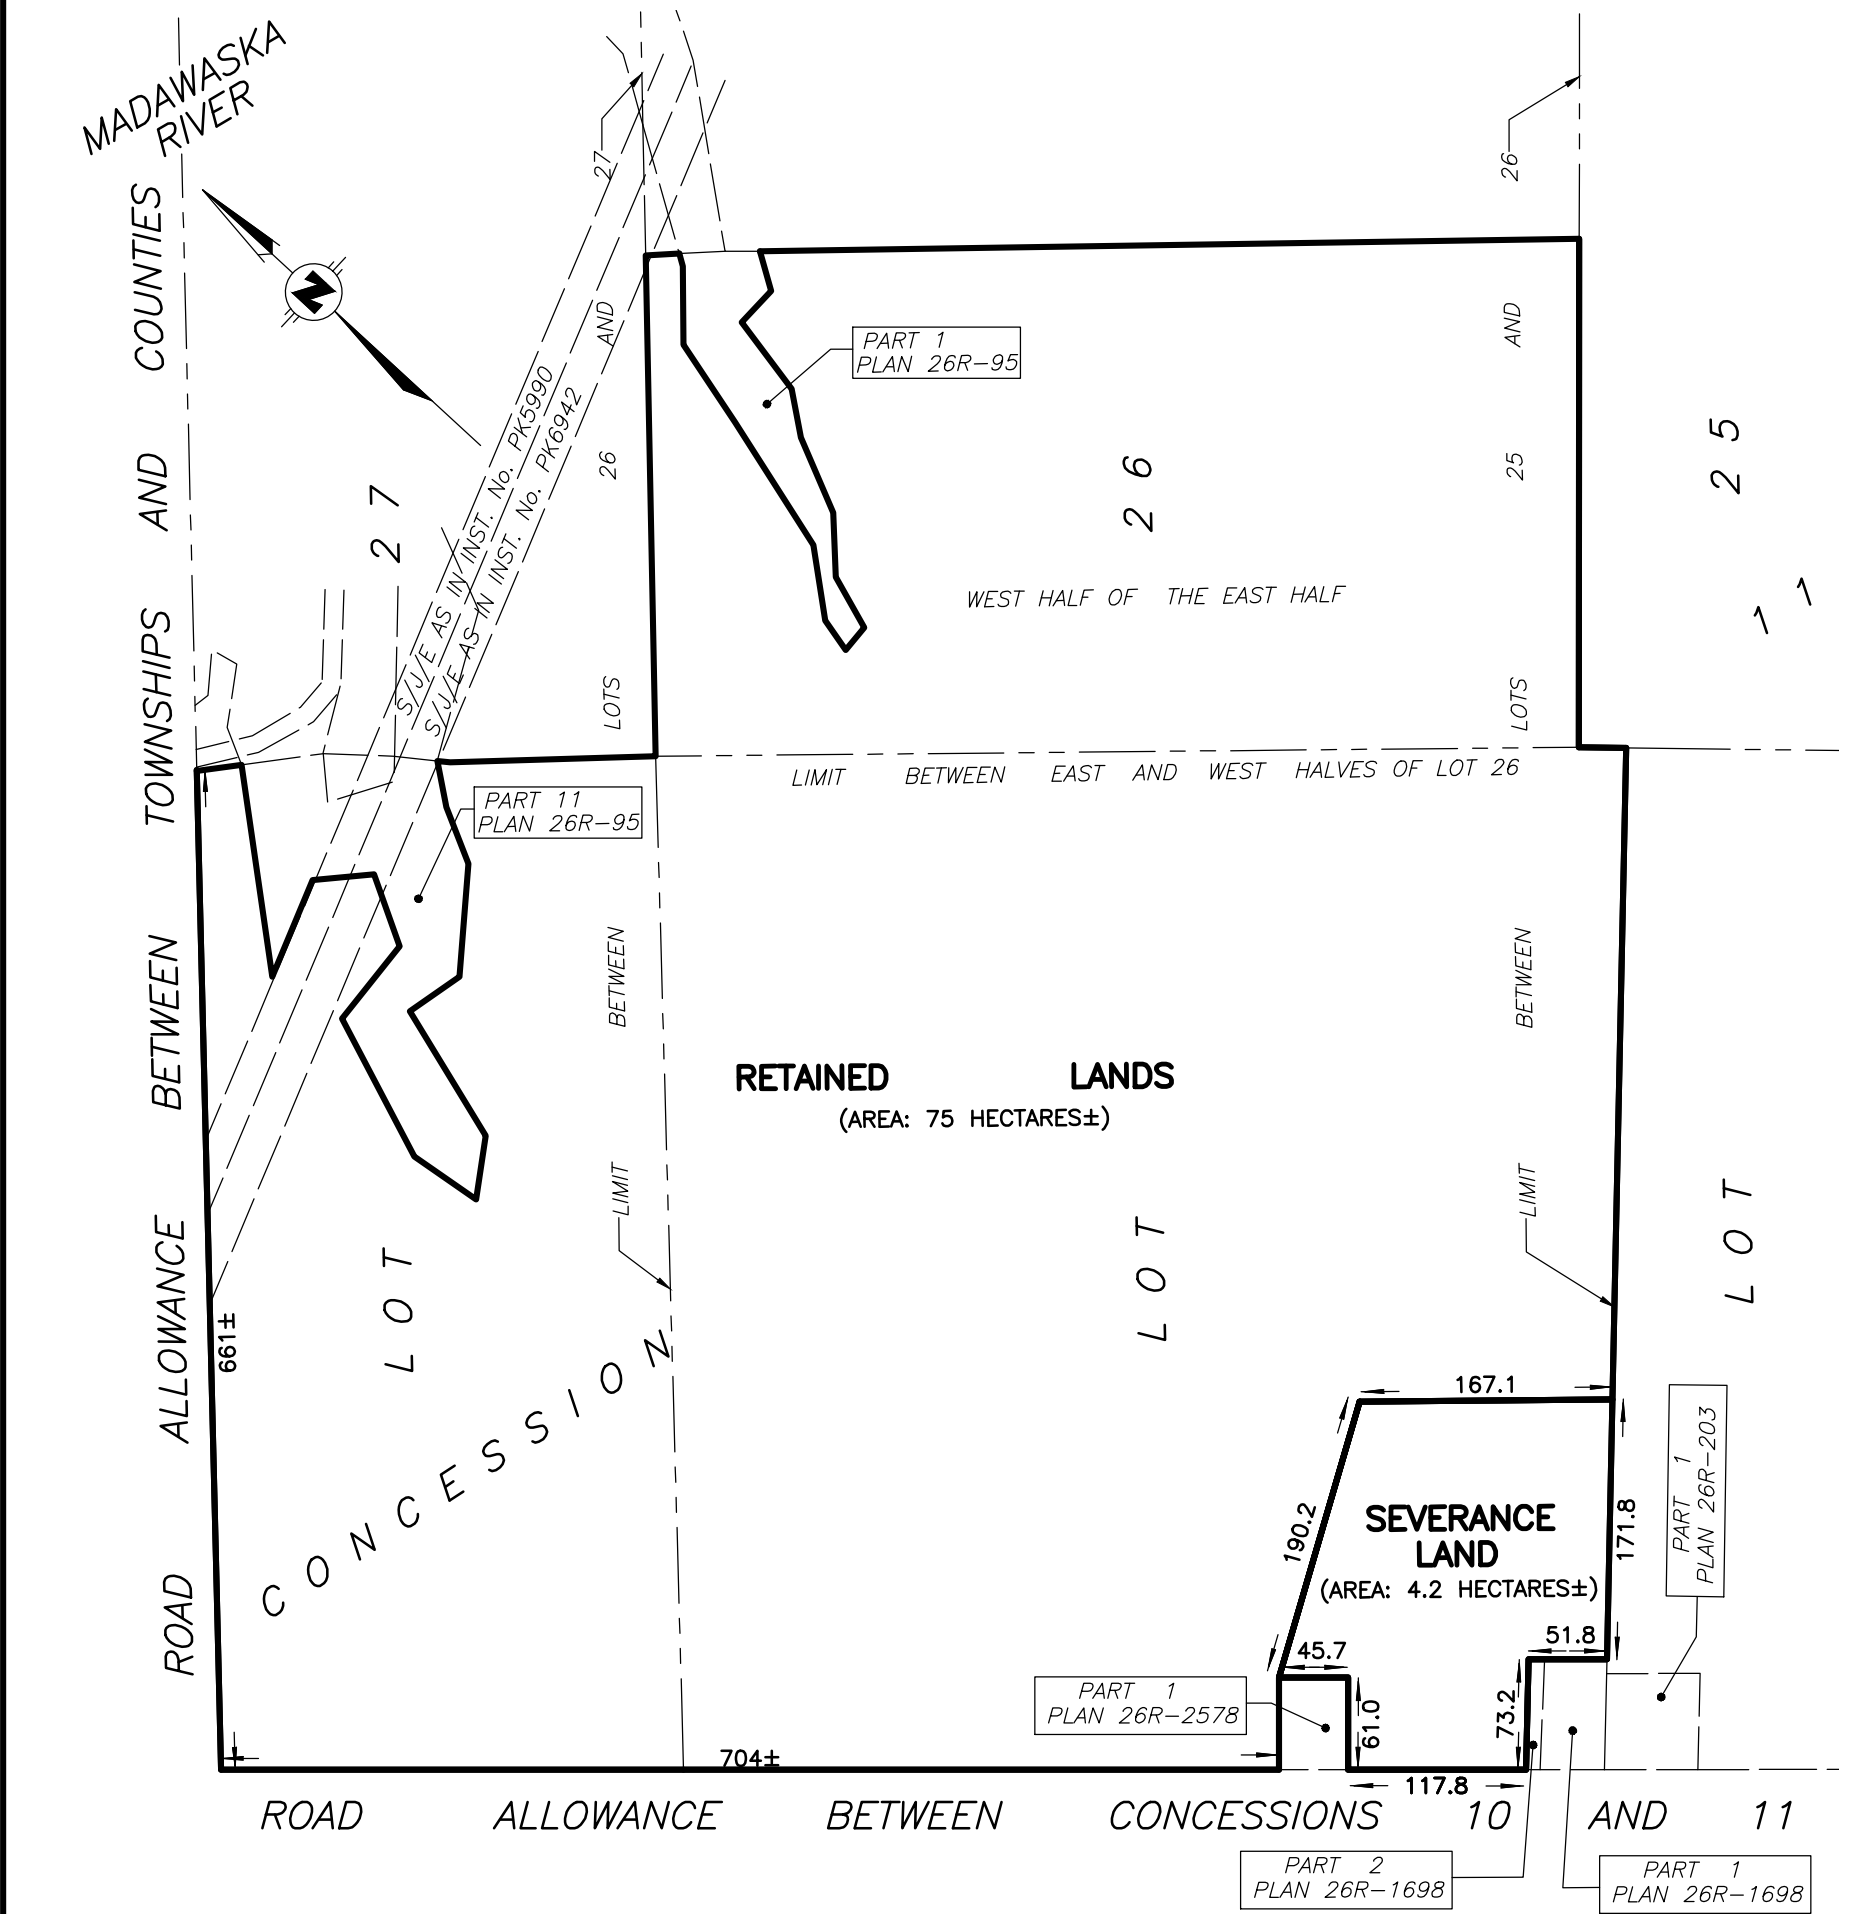 MADAWASKA
RIVER
ROAD ALLOWANCE BETWEEN TOWNSHIPS AND COUNTIES
N
27
26
LIMIT BETWEEN LOTS 26 AND 27
LIMIT BETWEEN LOTS 25 AND 26
PART 1
PLAN 26R-95
S/J/E AS IN INST. No. PK5990
S/J/E AS IN INST. No. PK6942
LOT 27
LOT 26
LOT 25
WEST HALF OF THE EAST HALF
LIMIT BETWEEN EAST AND WEST HALVES OF LOT 26
PART 11
PLAN 26R-95
RETAINED LANDS
(AREA: 75 HECTARES±)
661±
CONCESSION 11
167.1
190.2
171.8
SEVERANCE
LAND
(AREA: 4.2 HECTARES±)
PART 1
PLAN 26R-203
45.7
51.8
61.0
73.2
PART 1
PLAN 26R-2578
704±
117.8
ROAD ALLOWANCE BETWEEN CONCESSIONS 10 AND 11
PART 2
PLAN 26R-1698
PART 1
PLAN 26R-1698